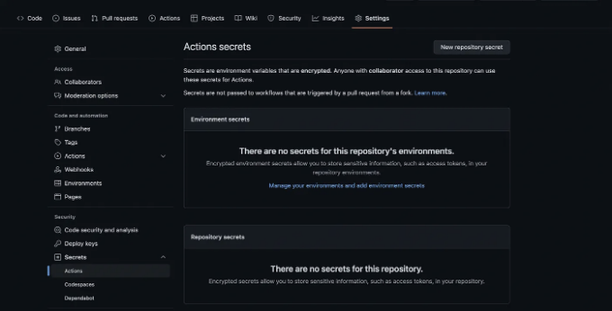 Code Issues Pull requests Actions Projects Wiki Security Insights Settings
General
Access
Collaborators
Moderation options
Code and automation
Branches
Tags
Actions
Webhooks
Environments
Pages
Security
Code security and analysis
Deploy keys
Secrets
Actions
Codespaces
Dependabot
Actions secrets New repository secret
Secrets are environment variables that are encrypted. Anyone with collaborator access to this repository can use
these secrets for Actions.
Secrets are not passed to workflows that are triggered by a pull request from a fork. Learn more.
Environment secrets
There are no secrets for this repository's environments.
Encrypted environment secrets allow you to store sensitive information, such as access tokens, in your
repository environments.
Manage your environments and add environment secrets
Repository secrets
There are no secrets for this repository.
Encrypted secrets allow you to store sensitive information, such as access tokens, in your repository.